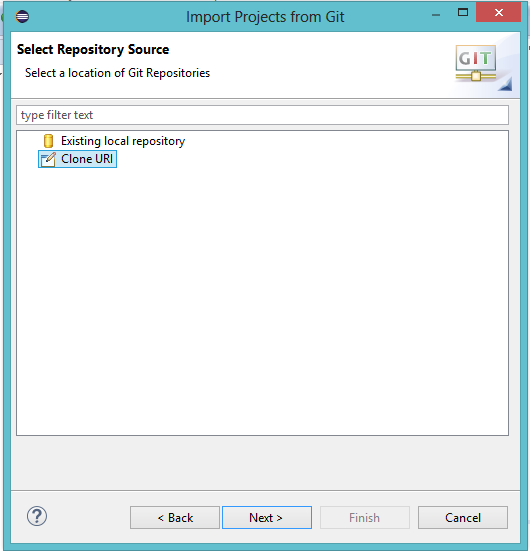 Import Projects from Git
Select Repository Source
Select a location of Git Repositories
GIT
type filter text
Existing local repository
Clone URI
?
< Back
Next >
Finish
Cancel